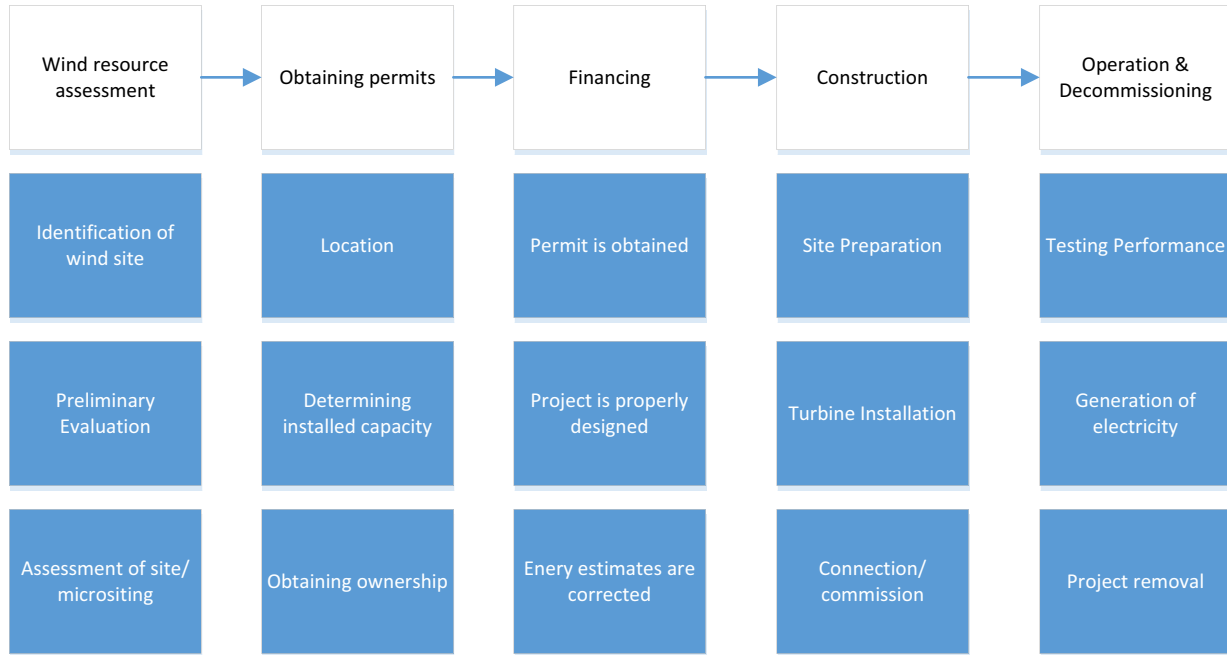 Wind resource
assessment
Obtaining permits
Financing
Construction
Operation &
Decommissioning
Identification of
wind site
Location
Permit is obtained
Site Preparation
Testing Performance
Preliminary
Evaluation
Determining
installed capacity
Project is properly
designed
Turbine Installation
Generation of
electricity
Assessment of site/
micrositing
Obtaining ownership
Enery estimates are
corrected
Connection/
commission
Project removal